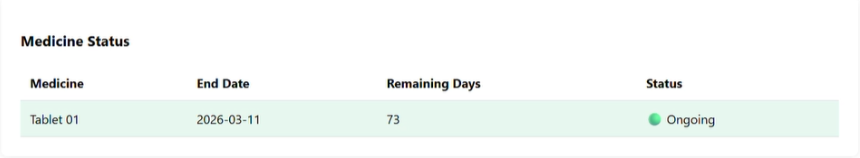 Medicine Status
Medicine End Date Remaining Days Status
Tablet 01 2026-03-11 73 Ongoing